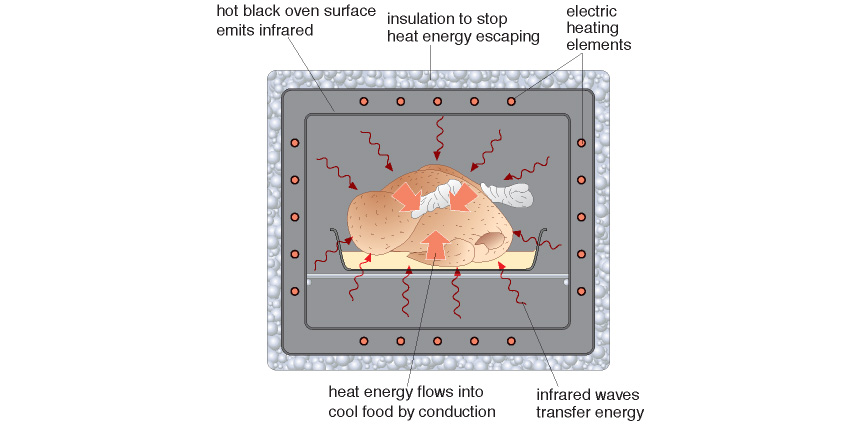 hot black oven surface
emits infrared
insulation to stop
heat energy escaping
electric
heating
elements
heat energy flows into
cool food by conduction
infrared waves
transfer energy